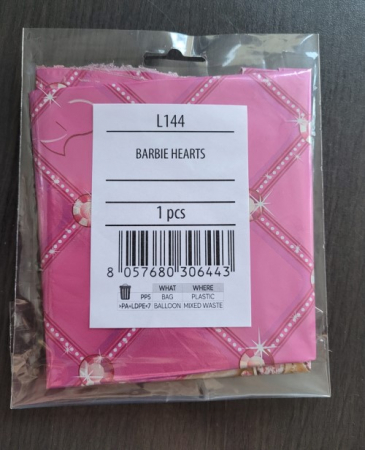 L144
BARBIE HEARTS
1 pcs
8 057680 306443
WHAT WHERE
PP5 BAG PLASTIC
>PA+LDPE<7 BALLOON MIXED WASTE